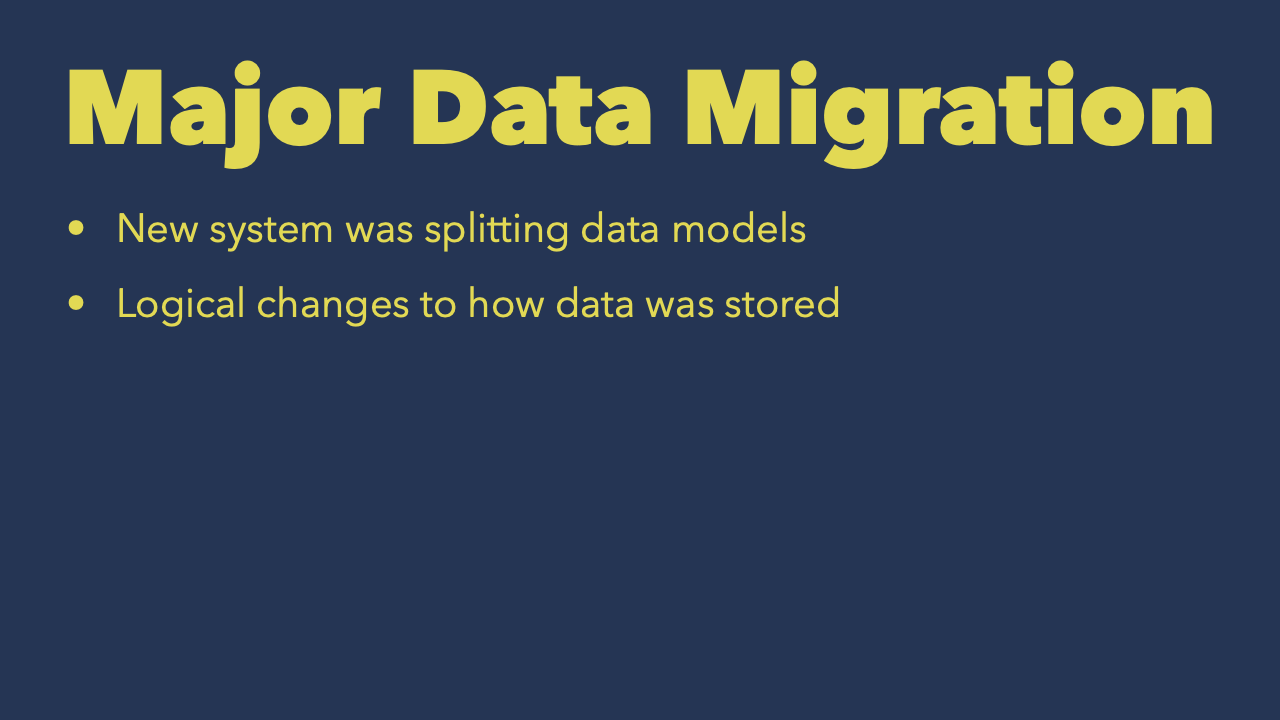 Major Data Migration
• New system was splitting data models
• Logical changes to how data was stored